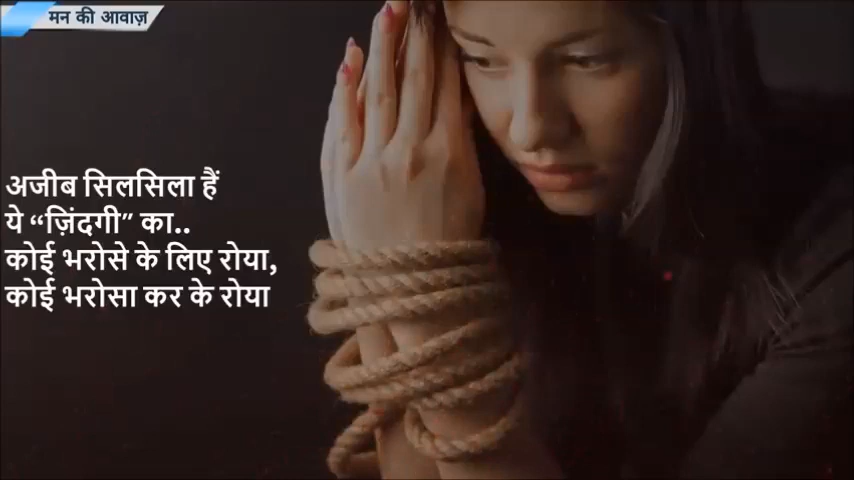 मन की आवाज़
अजीब सिलसिला हैं
ये “ज़िंदगी” का..
कोई भरोसे के लिए रोया,
कोई भरोसा कर के रोया